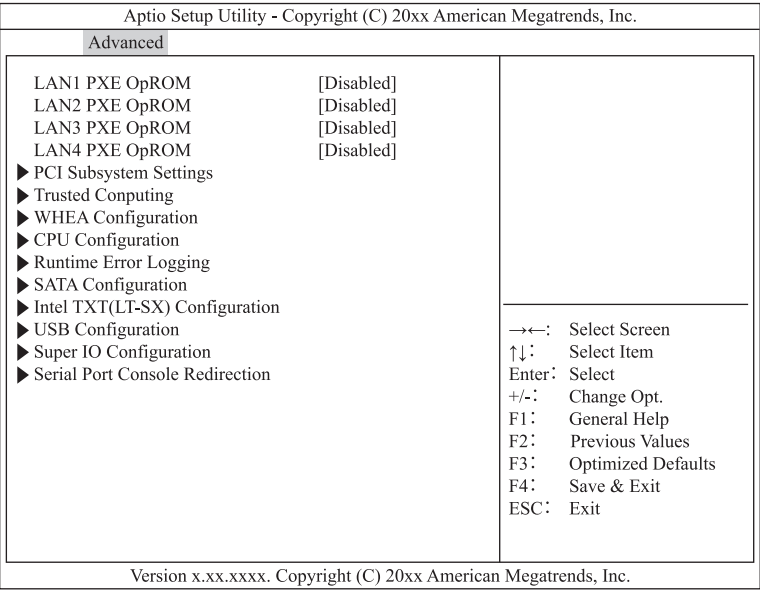 Aptio Setup Utility - Copyright (C) 20xx American Megatrends, Inc.
Advanced
LAN1 PXE OpROM [Disabled]
LAN2 PXE OpROM [Disabled]
LAN3 PXE OpROM [Disabled]
LAN4 PXE OpROM [Disabled]
▶ PCI Subsystem Settings
▶ Trusted Conputing
▶ WHEA Configuration
▶ CPU Configuration
▶ Runtime Error Logging
▶ SATA Configuration
▶ Intel TXT(LT-SX) Configuration
▶ USB Configuration
▶ Super IO Configuration
▶ Serial Port Console Redirection
→←: Select Screen
↑↓: Select Item
Enter: Select
+/-: Change Opt.
F1: General Help
F2: Previous Values
F3: Optimized Defaults
F4: Save & Exit
ESC: Exit
Version x.xx.xxxx. Copyright (C) 20xx American Megatrends, Inc.